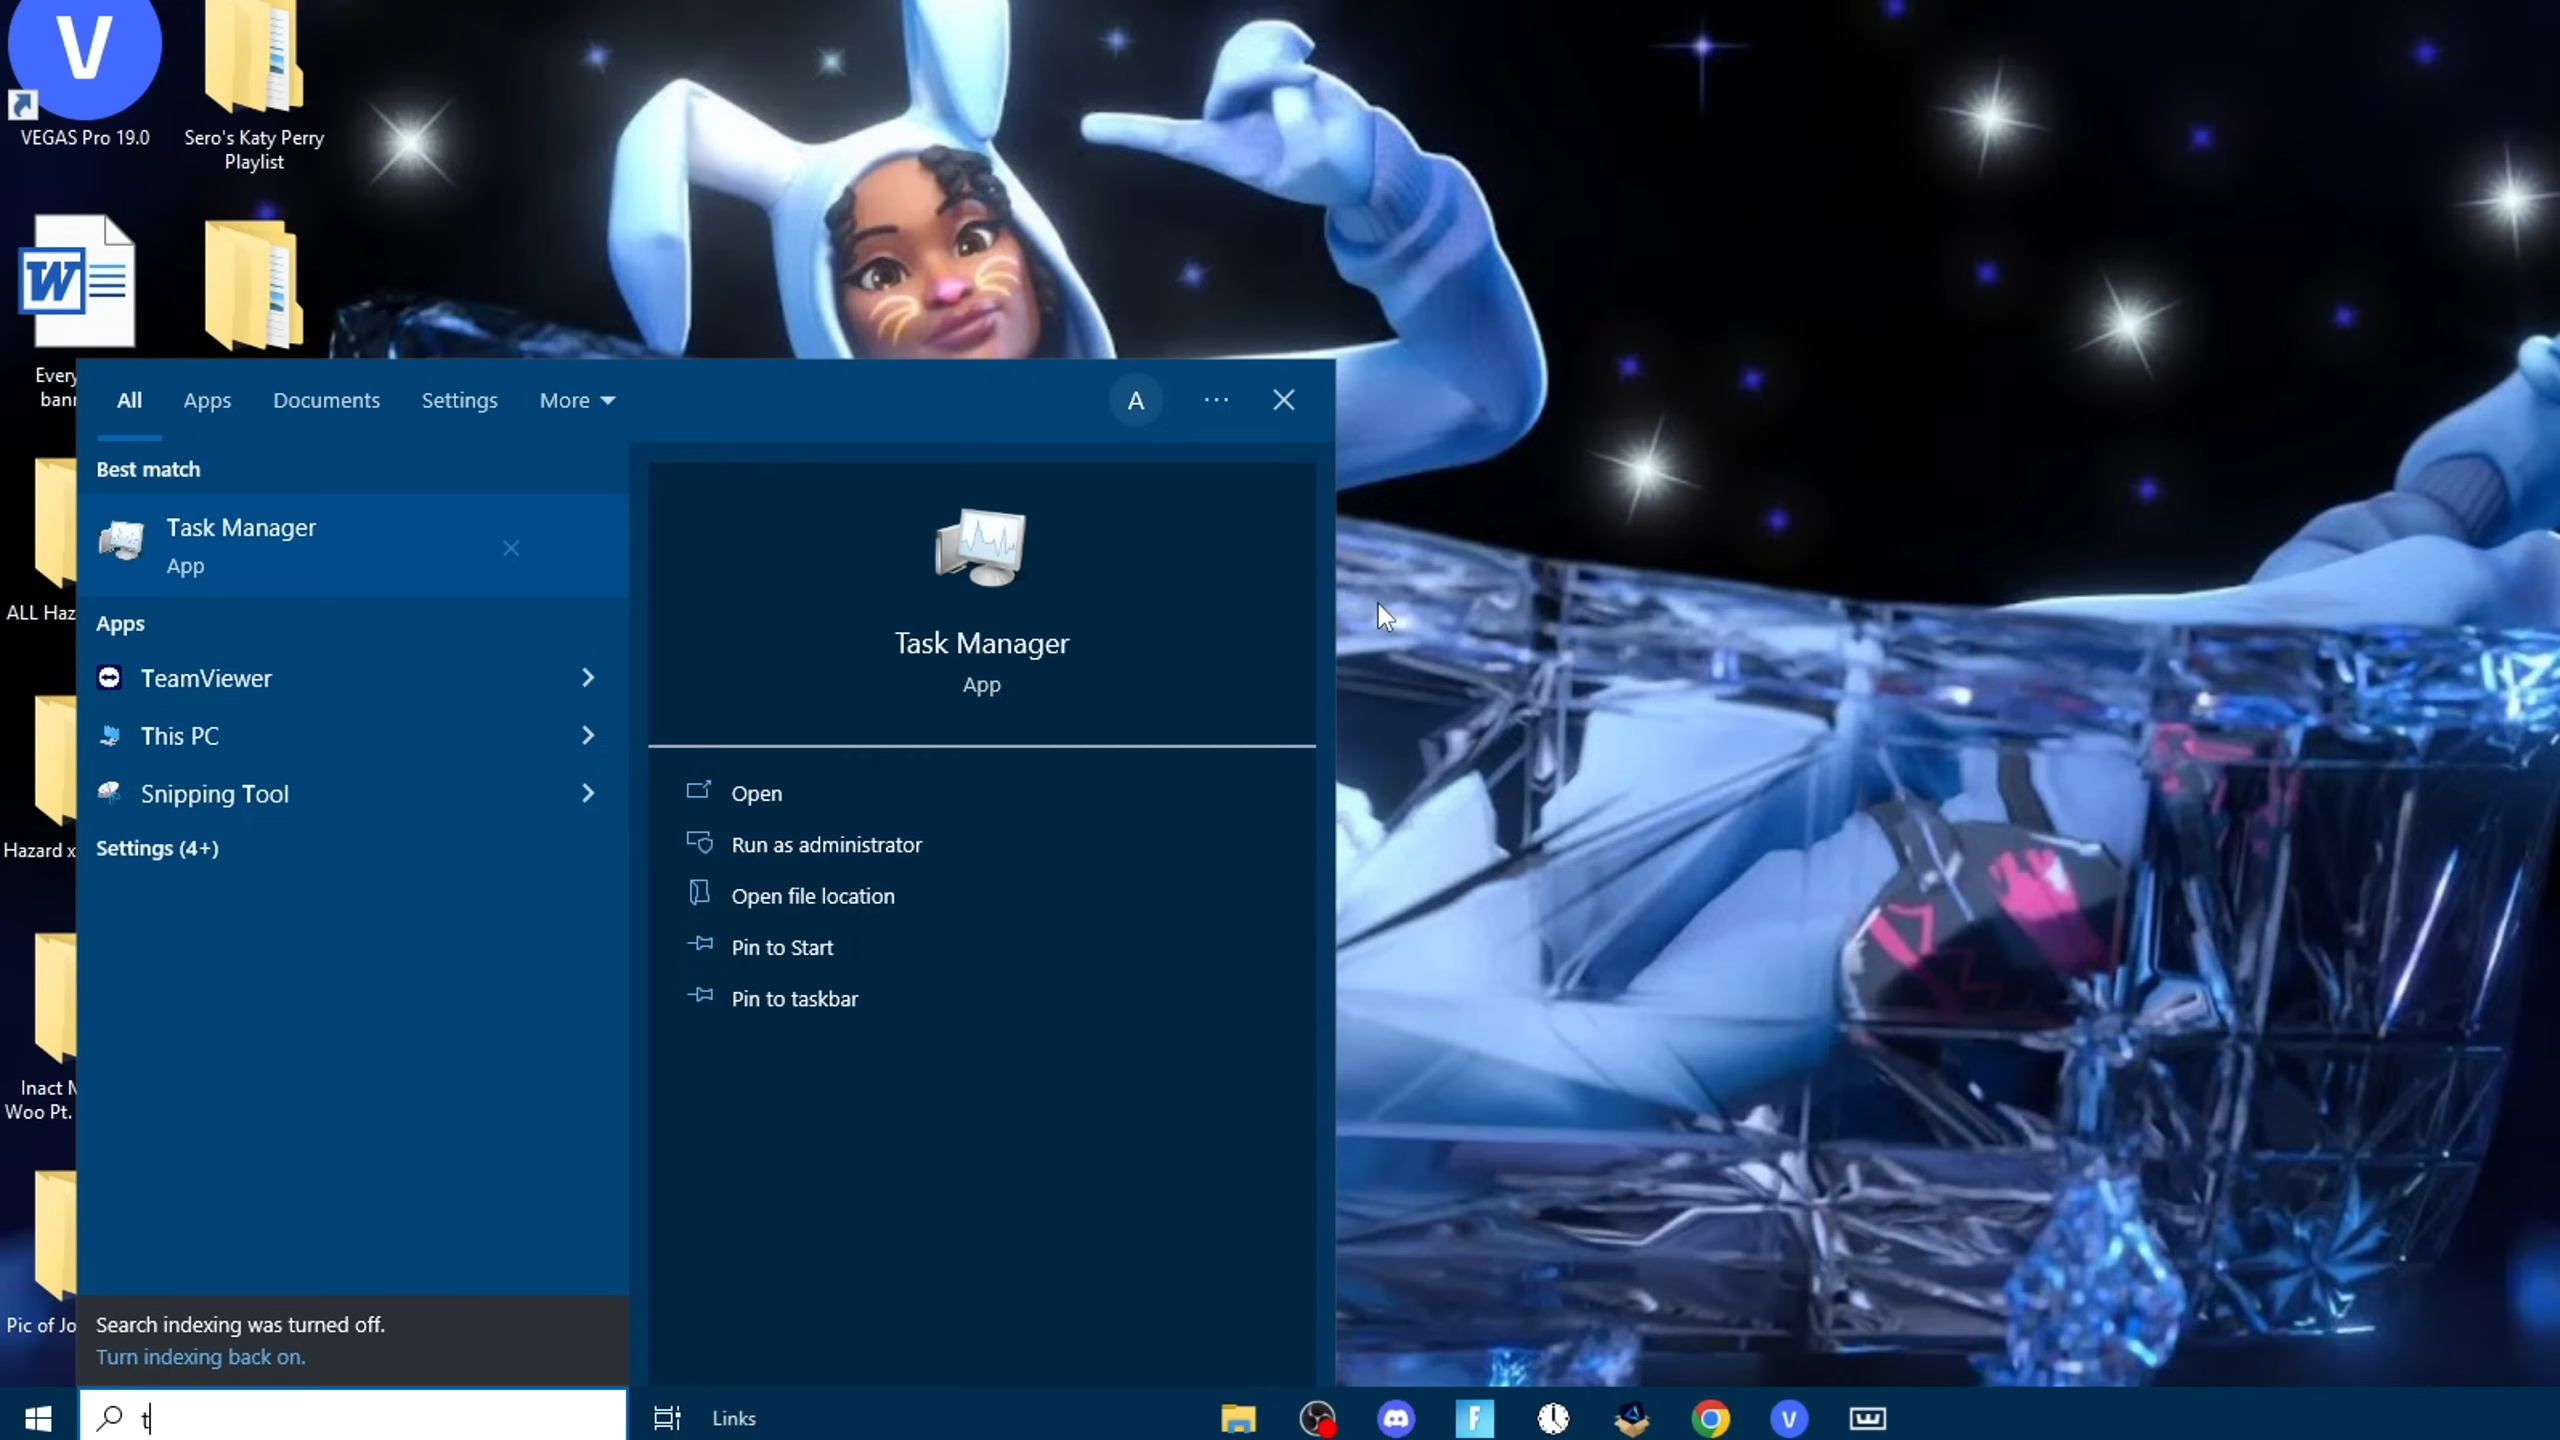 V
VEGAS Pro 19.0
Sero's Katy Perry
Playlist
W
Every
bann
ALL Haz
Hazard x
Inact
Woo Pt.
Pic of Jo
All
Apps
Documents
Settings
More
A
Best match
Task Manager
App
Apps
TeamViewer
This PC
Snipping Tool
Settings (4+)
Task Manager
App
Open
Run as administrator
Open file location
Pin to Start
Pin to taskbar
Search indexing was turned off.
Turn indexing back on.
t
Links
F
V